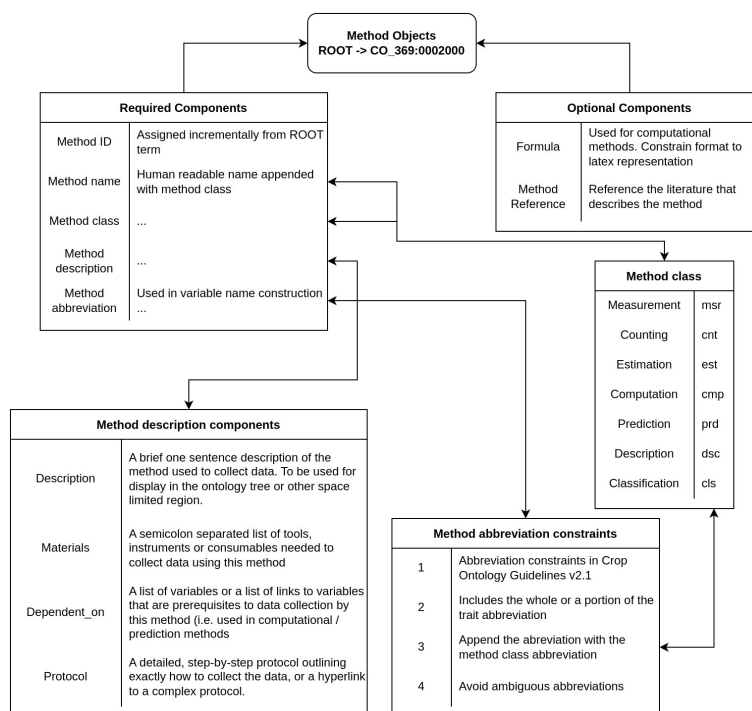 Method Objects
ROOT -> CO_369:0002000
Required Components
Method ID
Assigned incrementally from ROOT
term
Method name
Human readable name appended
with method class
Method class
...
Method
description
...
Method
abbreviation
Used in variable name construction
...
Optional Components
Formula
Used for computational
methods. Constrain format to
latex representation
Method
Reference
Reference the literature that
describes the method
Method class
Measurement
msr
Counting
cnt
Estimation
est
Computation
cmp
Prediction
prd
Description
dsc
Classification
cls
Method description components
Description
A brief one sentence description of the
method used to collect data. To be used for
display in the ontology tree or other space
limited region.
Materials
A semicolon separated list of tools,
instruments or consumables needed to
collect data using this method
Dependent_on
A list of variables or a list of links to variables
that are prerequisites to data collection by
this method (i.e. used in computational /
prediction methods
Protocol
A detailed, step-by-step protocol outlining
exactly how to collect the data, or a hyperlink
to a complex protocol.
Method abbreviation constraints
1
Abbreviation constraints in Crop
Ontology Guidelines v2.1
2
Includes the whole or a portion of the
trait abbreviation
3
Append the abreviation with the
method class abbreviation
4
Avoid ambiguous abbreviations